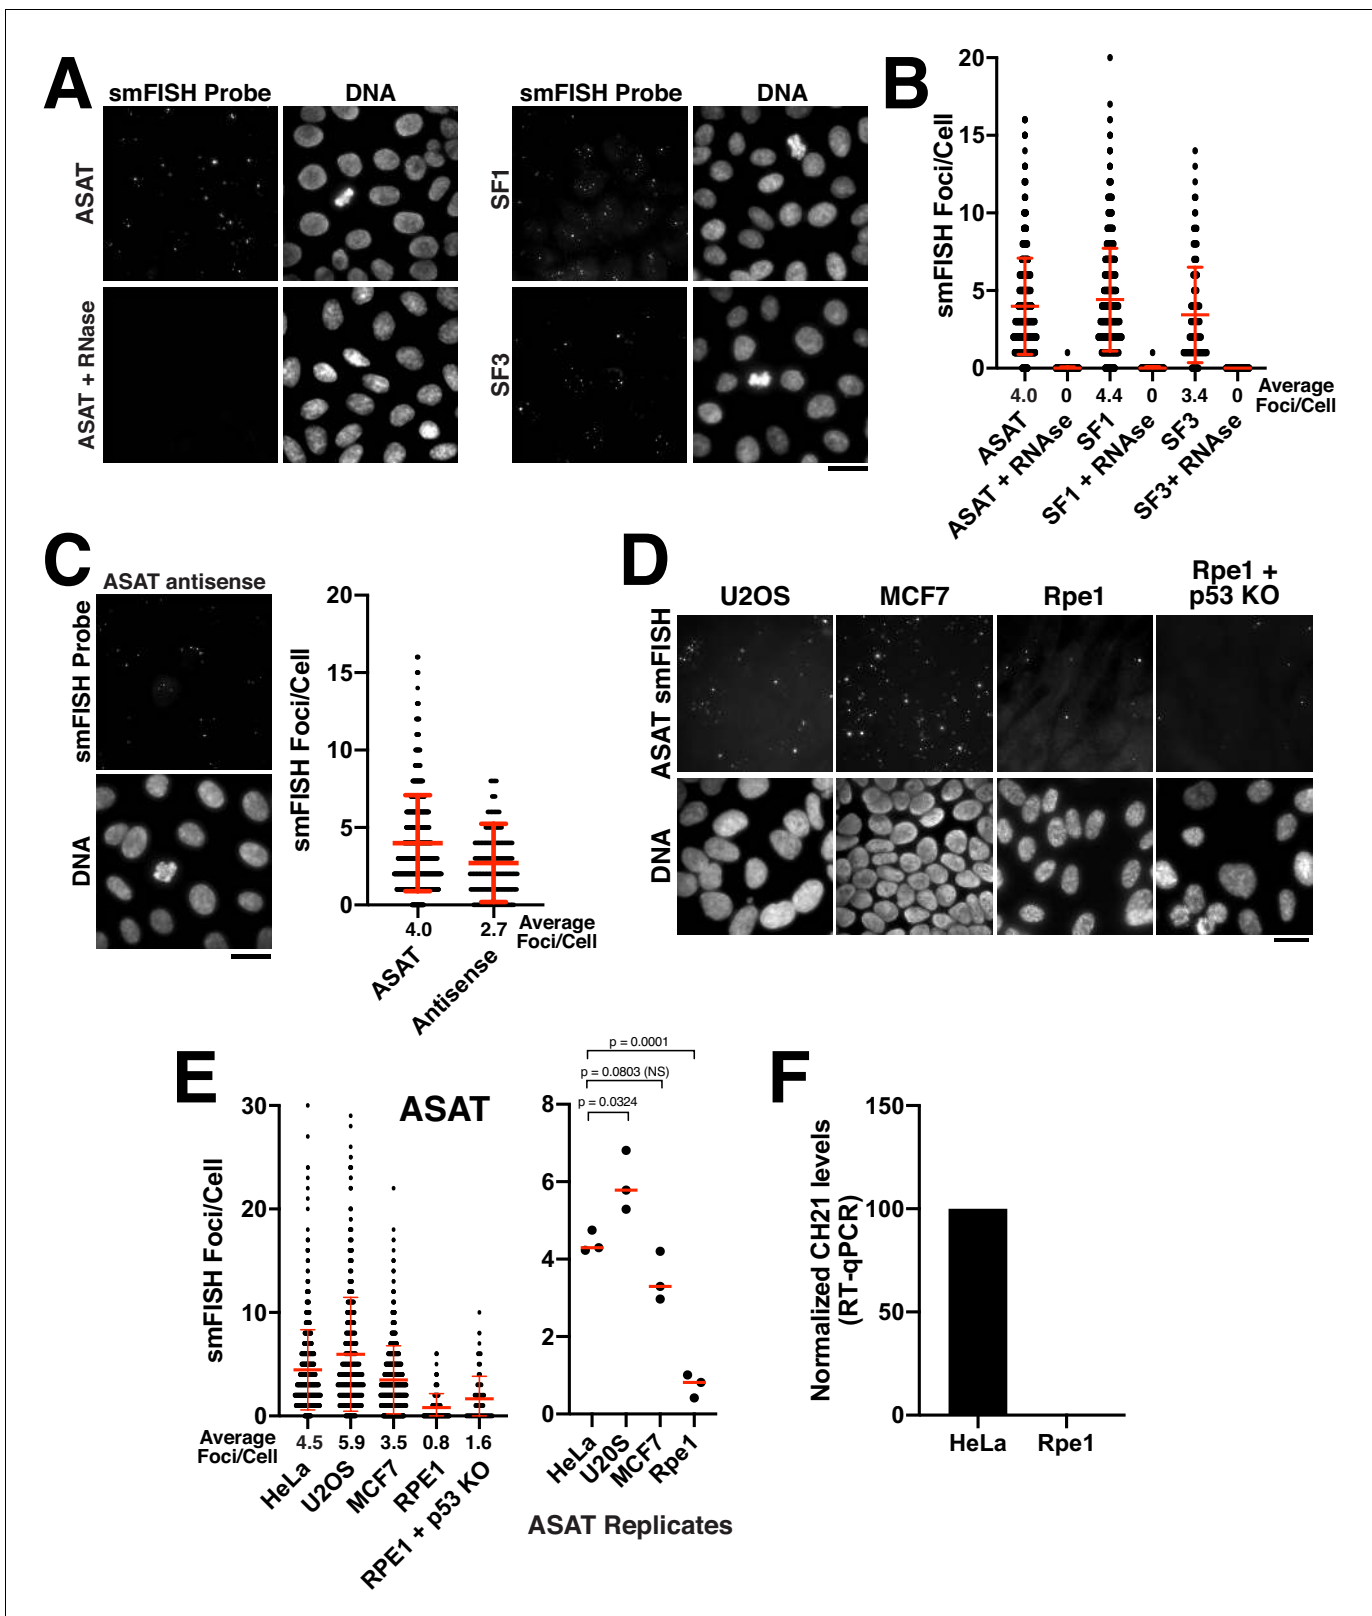 A
smFISH Probe
DNA
smFISH Probe
DNA
ASAT
ASAT + RNase
SF1
SF3
B
smFISH Foci/Cell
20
15
10
5
0
4.0
0
4.4
0
3.4
0
Average
Foci/Cell
ASAT
ASAT + RNAse
SF1
SF1 + RNAse
SF3
SF3+ RNAse
C
ASAT antisense
smFISH Probe
DNA
smFISH Foci/Cell
20
15
10
5
0
4.0
2.7
Average
Foci/Cell
ASAT
Antisense
D
U2OS
MCF7
Rpe1
Rpe1 +
p53 KO
ASAT smFISH
DNA
E
ASAT
smFISH Foci/Cell
30
20
10
0
Average
Foci/Cell
4.5
5.9
3.5
0.8
1.6
HeLa
U2OS
MCF7
RPE1
RPE1 + p53 KO
p = 0.0001
p = 0.0803 (NS)
p = 0.0324
8
6
4
2
0
HeLa
U20S
MCF7
Rpe1
ASAT Replicates
F
Normalized CH21 levels
(RT-qPCR)
150
100
50
0
HeLa
Rpe1